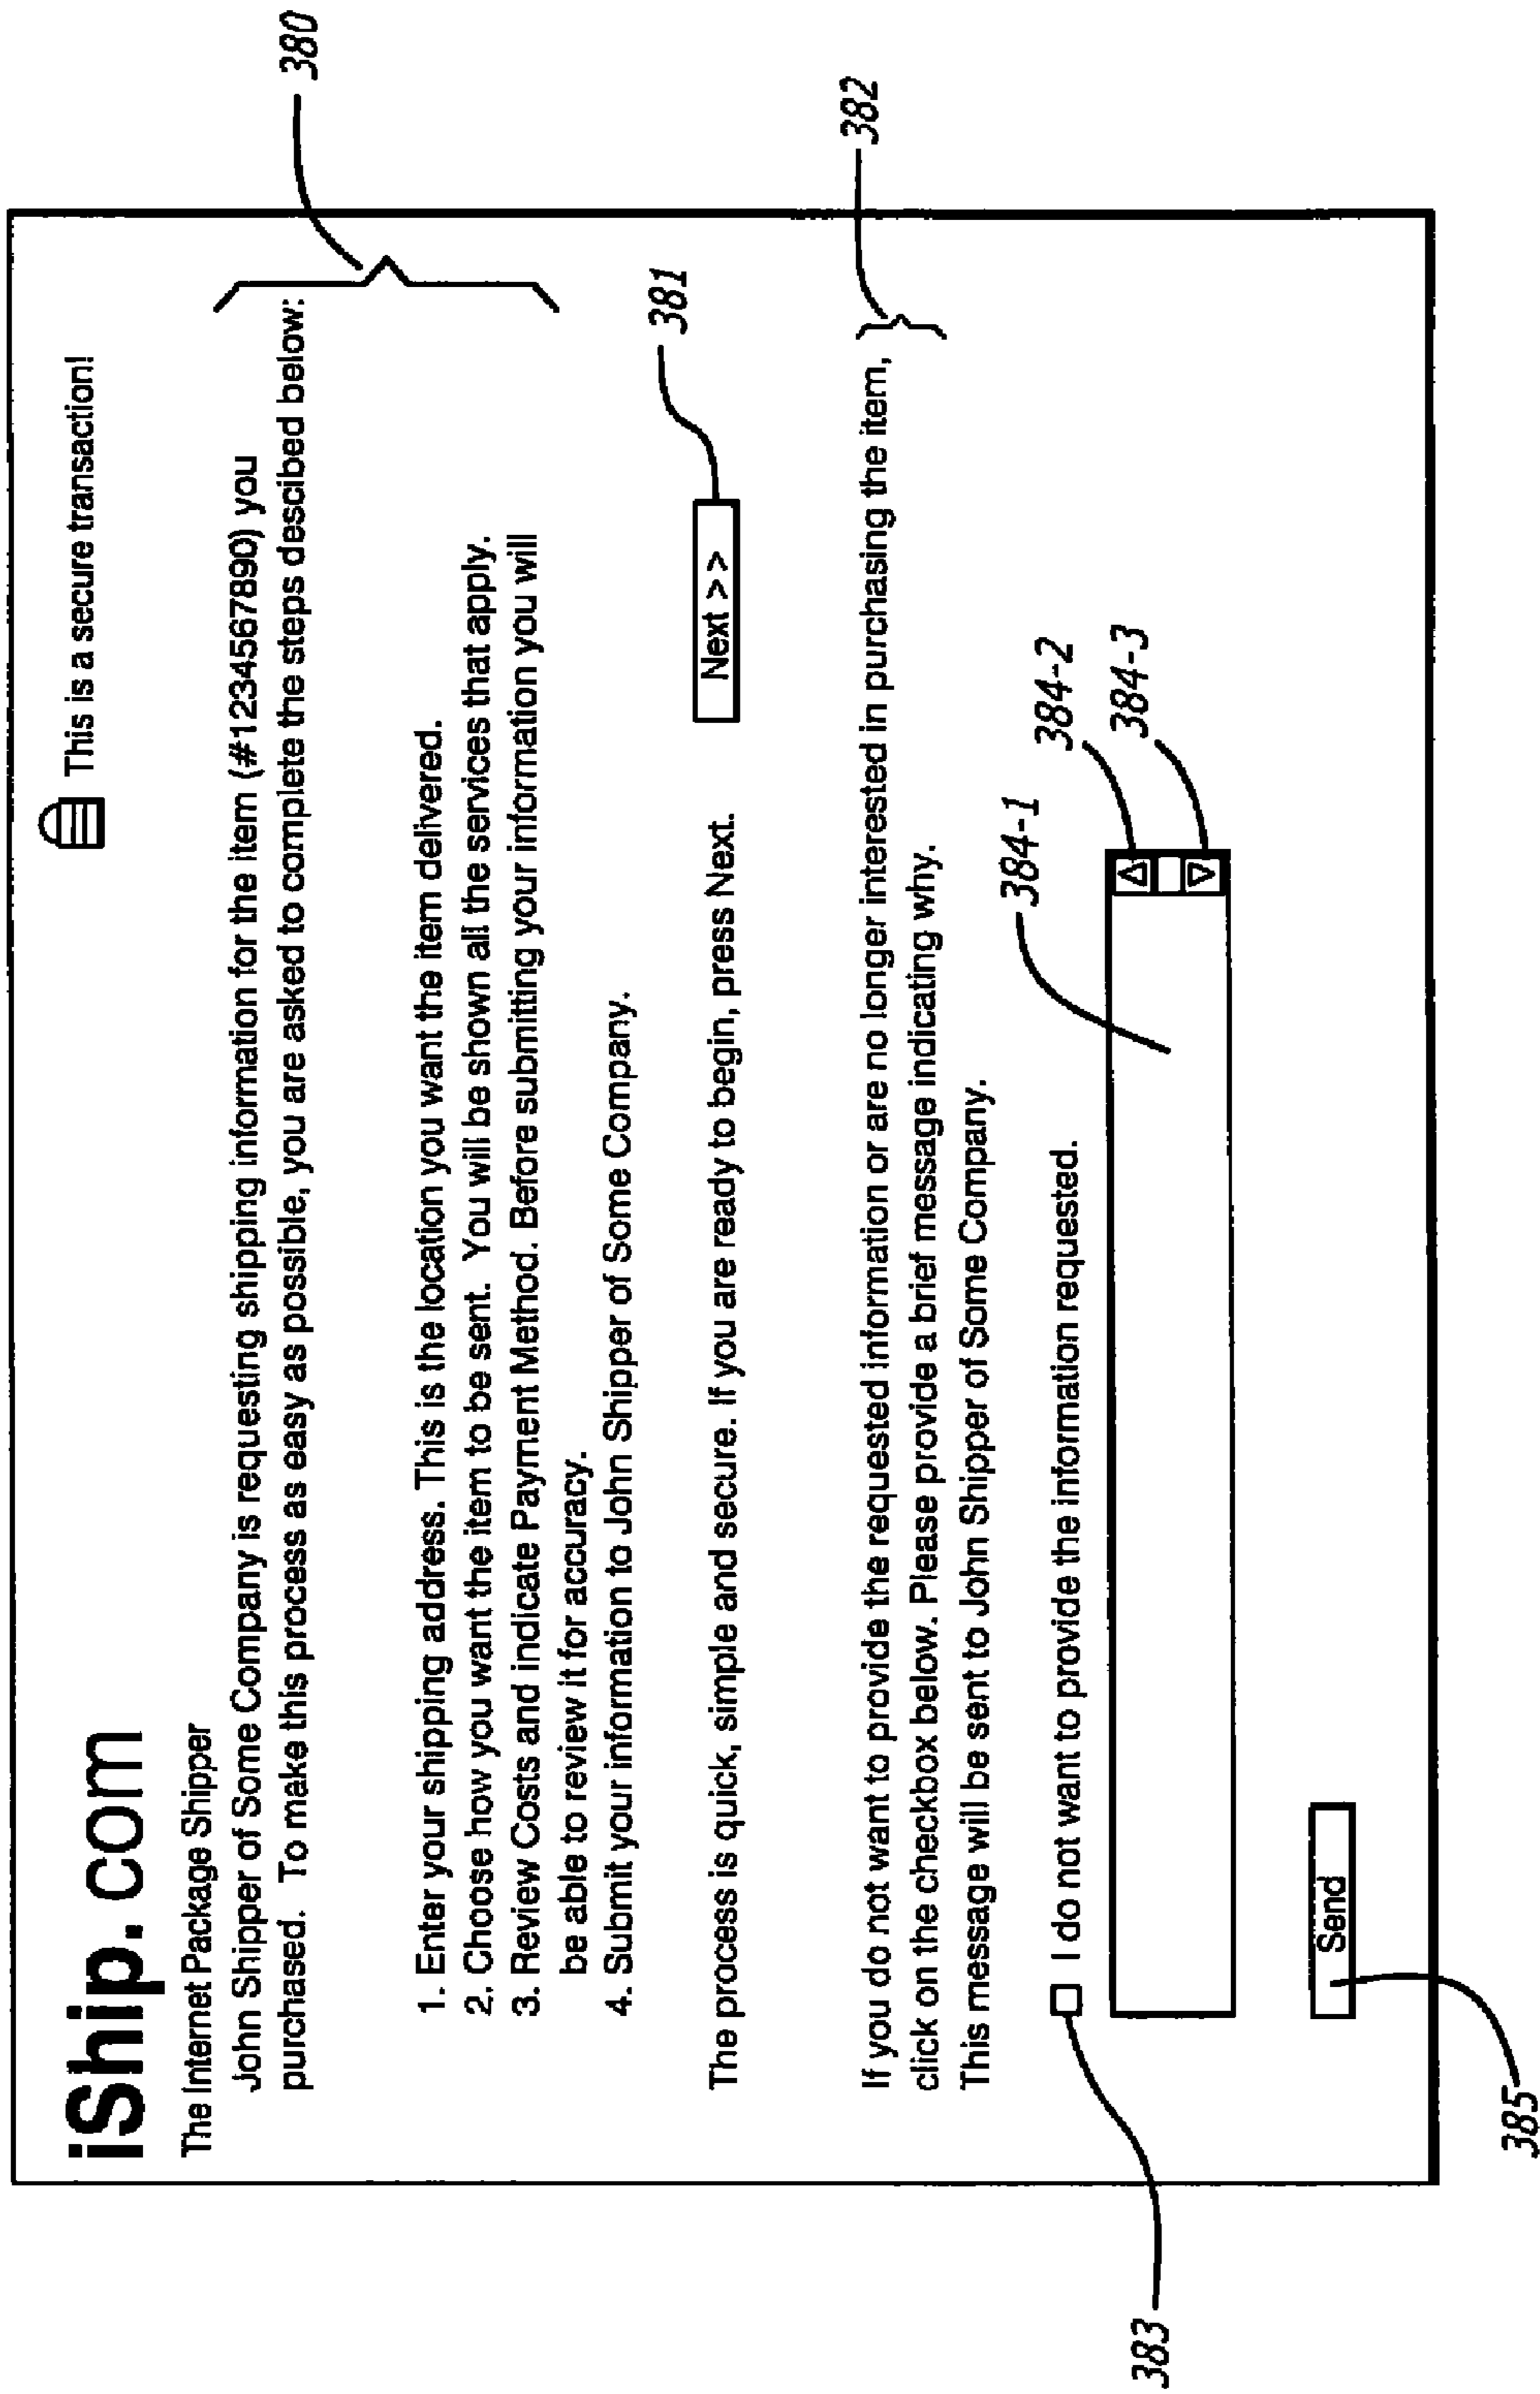 iShip.com
The Internet Package Shipper
This is a secure transaction!
John Shipper of Some Company is requesting shipping information for the item (#1234567890) you
purchased. To make this process as easy as possible, you are asked to complete the steps descibed below:
380
1. Enter your shipping address. This is the location you want the item delivered.
2. Choose how you want the item to be sent. You will be shown all the services that apply.
3. Review Costs and indicate Payment Method. Before submitting your information you will
be able to review it for accuracy.
4. Submit your information to John Shipper of Some Company.
381
The process is quick, simple and secure. If you are ready to begin, press Next.
Next >>
If you do not want to provide the requested information or are no longer interested in purchasing the item,
click on the checkbox below. Please provide a brief message indicating why.
This message will be sent to John Shipper of Some Company.
382
I do not want to provide the information requested.
383
384-1
384-2
384-3
Send
385